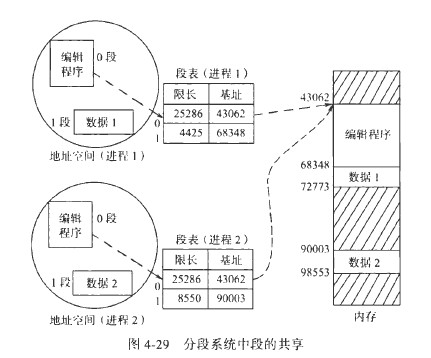 编辑
程序
0段
1段
数据1
地址空间（进程1）
段表（进程1）
限长 基址
0 25286 43062
1 4425 68348
编辑
程序
0段
1段
数据2
地址空间（进程2）
段表（进程2）
限长 基址
0 25286 43062
1 8550 90003
43062
编辑程序
68348
数据1
72773
90003
数据2
98553
内存
图 4-29 分段系统中段的共享